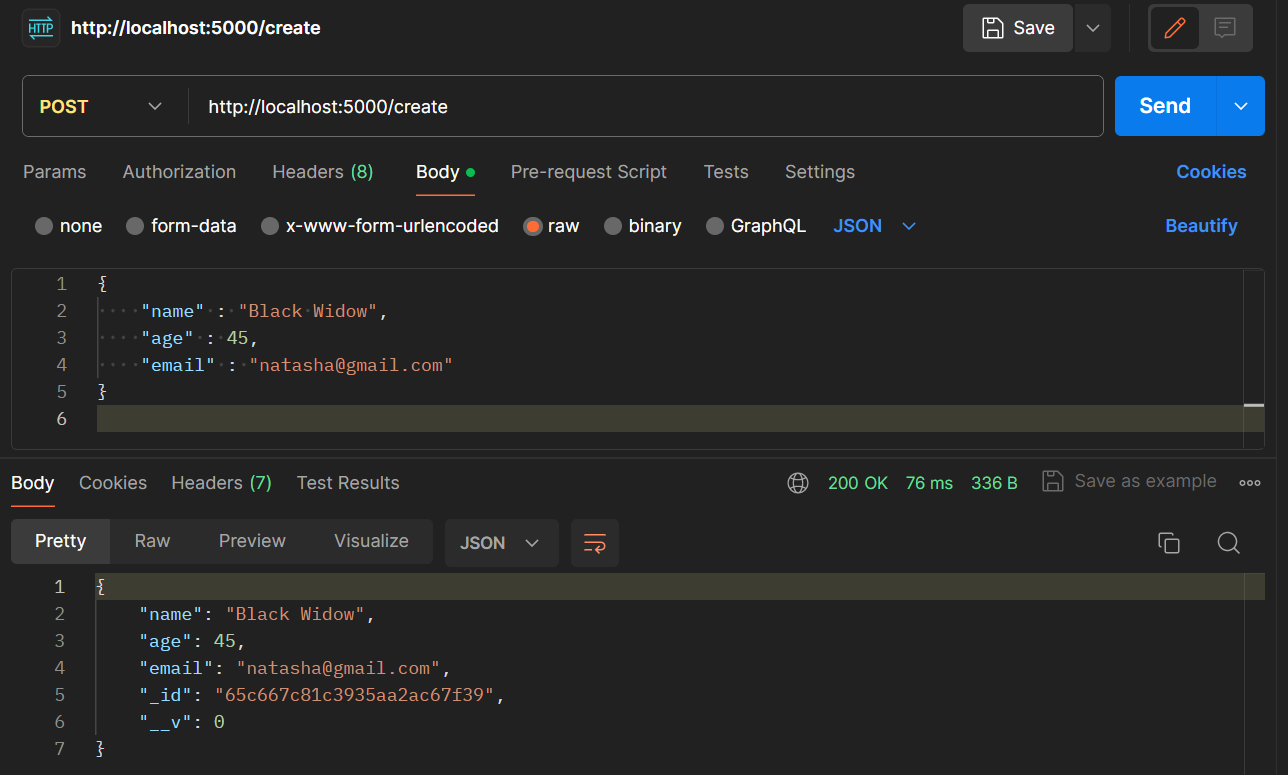 HTTP http://localhost:5000/create Save
POST http://localhost:5000/create Send
Params Authorization Headers (8) Body Pre-request Script Tests Settings Cookies
none form-data x-www-form-urlencoded raw binary GraphQL JSON Beautify
1 {
2 "name" : "Black Widow",
3 "age" : 45,
4 "email" : "natasha@gmail.com"
5 }
6
Body Cookies Headers (7) Test Results 200 OK 76 ms 336 B Save as example
Pretty Raw Preview Visualize JSON
1 {
2 "name": "Black Widow",
3 "age": 45,
4 "email": "natasha@gmail.com",
5 "_id": "65c667c81c3935aa2ac67f39",
6 "__v": 0
7 }